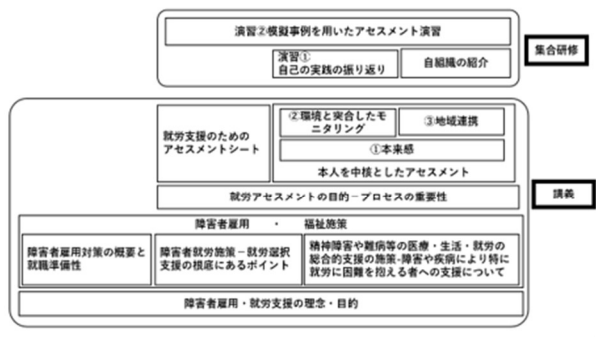 演習②模擬事例を用いたアセスメント演習
演習①
自己の実践の振り返り
自組織の紹介
集合研修
就労支援のための
アセスメントシート
②環境と実合したモ
ニタリング
③地域連携
①本来感
本人を中核としたアセスメント
就労アセスメントの目的－プロセスの重要性
講義
障害者雇用　・　福祉施策
障害者雇用対策の概要と
就職準備性
障害者就労施策－就労選択
支援の根底にあるポイント
精神障害や難病等の医療・生活・就労の
総合的支援の施策-障害や疾病により特に
就労に困難を抱える者への支援について
障害者雇用・就労支援の理念・目的